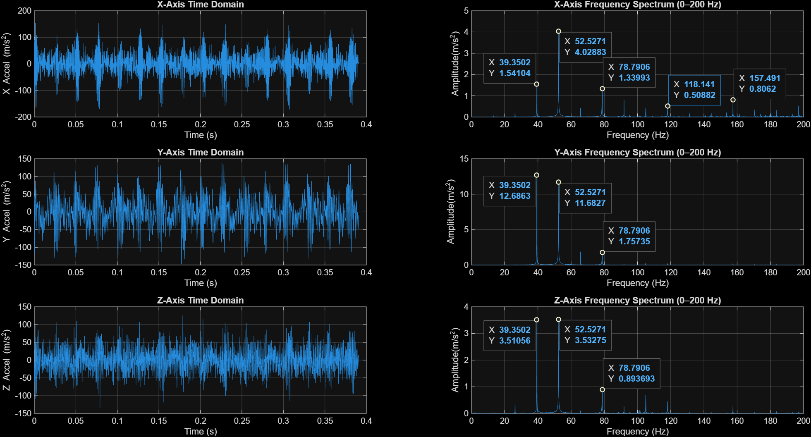 X-Axis Time Domain
X Accel (m/s²)
200
100
0
-100
-200
0
0.05
0.1
0.15
0.2
0.25
0.3
0.35
0.4
Time (s)
X-Axis Frequency Spectrum (0–200 Hz)
Amplitude(m/s²)
5
4
3
2
1
0
X 39.3502
Y 1.54104
X 52.5271
Y 4.02883
X 78.7906
Y 1.33993
X 118.141
Y 0.50882
X 157.491
Y 0.8062
0
20
40
60
80
100
120
140
160
180
200
Frequency (Hz)
Y-Axis Time Domain
Y Accel (m/s²)
150
100
50
0
-50
-100
-150
0
0.05
0.1
0.15
0.2
0.25
0.3
0.35
0.4
Time (s)
Y-Axis Frequency Spectrum (0–200 Hz)
Amplitude(m/s²)
15
10
5
0
X 39.3502
Y 12.6863
X 52.5271
Y 11.6827
X 78.7906
Y 1.75735
0
20
40
60
80
100
120
140
160
180
200
Frequency (Hz)
Z-Axis Time Domain
Z Accel (m/s²)
150
100
50
0
-50
-100
-150
0
0.05
0.1
0.15
0.2
0.25
0.3
0.35
0.4
Time (s)
Z-Axis Frequency Spectrum (0–200 Hz)
Amplitude(m/s²)
4
3
2
1
0
X 39.3502
Y 3.51056
X 52.5271
Y 3.53275
X 78.7906
Y 0.893693
0
20
40
60
80
100
120
140
160
180
200
Frequency (Hz)